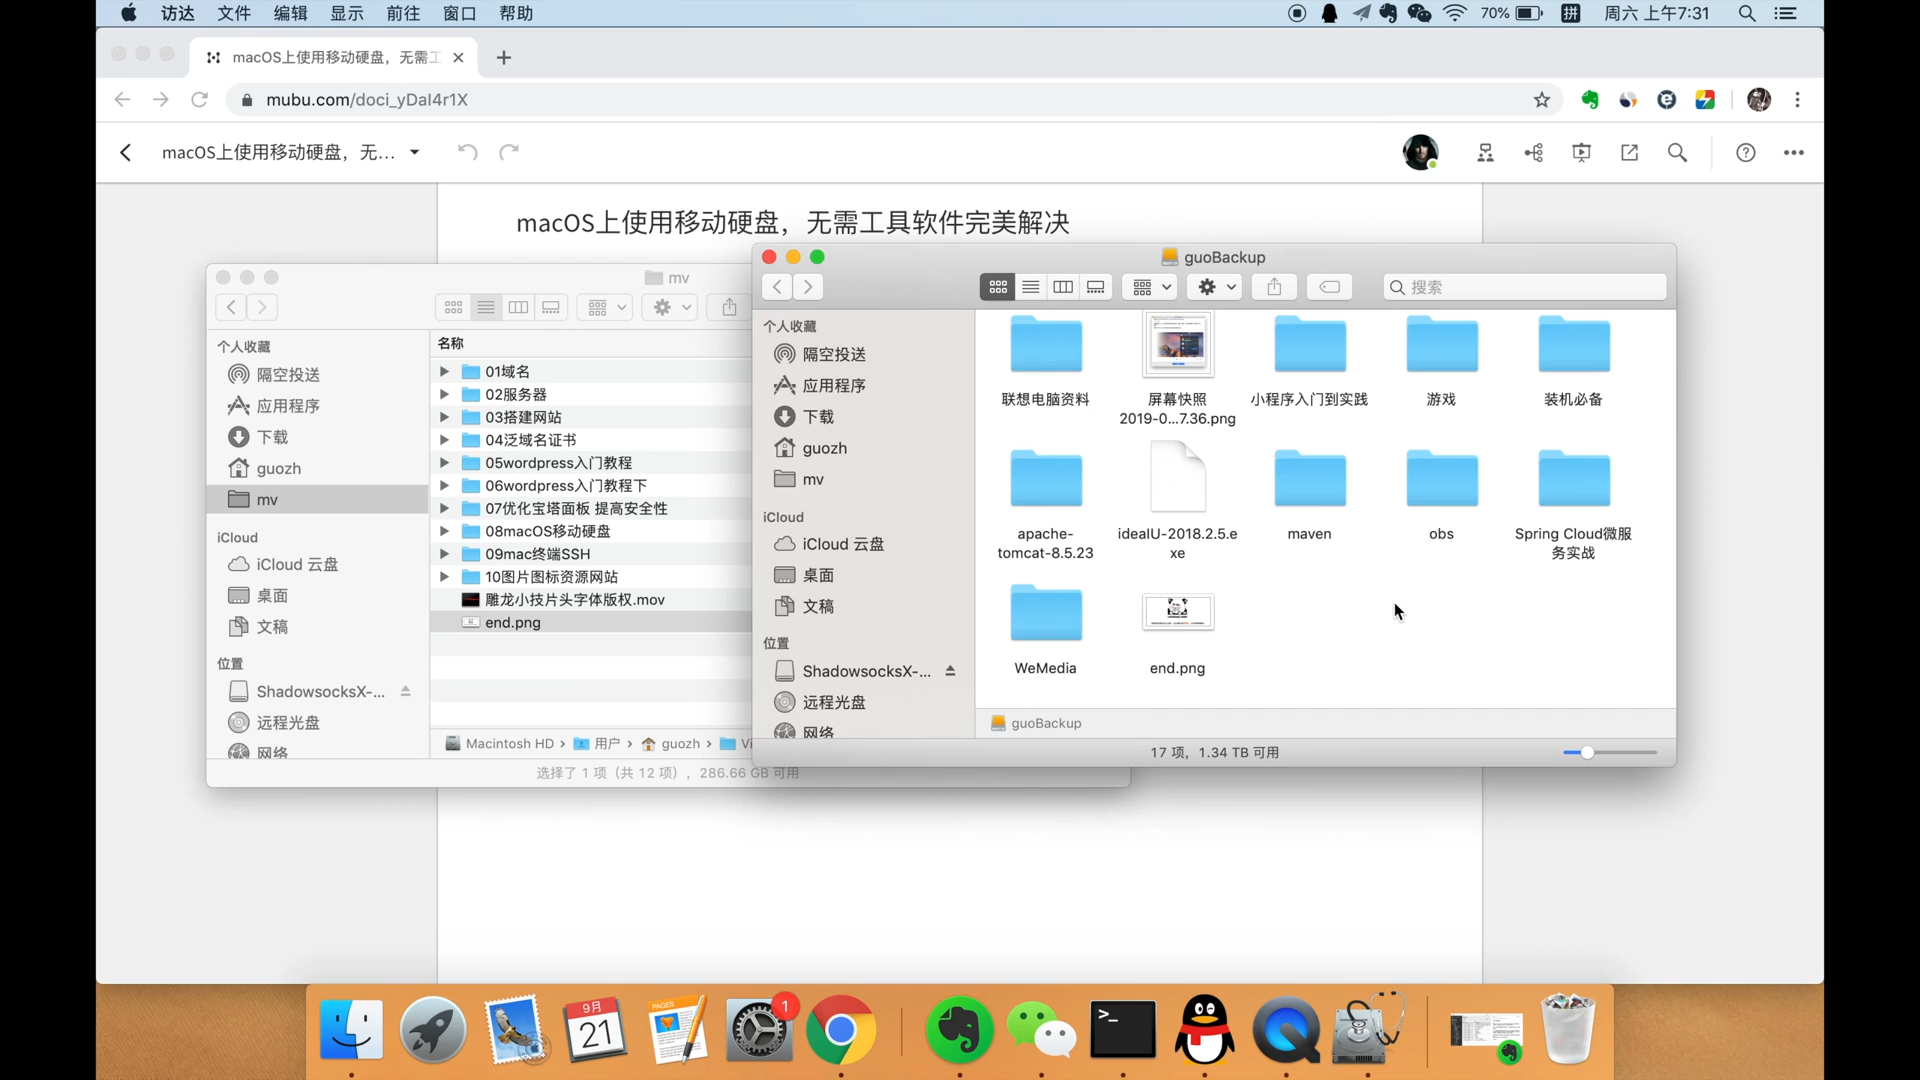 访达 文件 编辑 显示 前往 窗口 帮助 70% 拼 周六 上午7:31
macOS上使用移动硬盘，无需工
mubu.com/doci_yDal4r1X
macOS上使用移动硬盘，无...
macOS上使用移动硬盘，无需工具软件完美解决
mv
个人收藏
隔空投送
应用程序
下载
guozh
mv
iCloud
iCloud 云盘
桌面
文稿
位置
ShadowsocksX-...
远程光盘
网络
名称
01域名
02服务器
03搭建网站
04泛域名证书
05wordpress入门教程
06wordpress入门教程下
07优化宝塔面板 提高安全性
08macOS移动硬盘
09mac终端SSH
10图片图标资源网站
雕龙小技片头字体版权.mov
end.png
Macintosh HD › 用户 › guozh › Vi
选择了 1 项（共 12 项），286.66 GB 可用
guoBackup
搜索
个人收藏
隔空投送
应用程序
下载
guozh
mv
iCloud
iCloud 云盘
桌面
文稿
位置
ShadowsocksX-...
远程光盘
网络
联想电脑资料
屏幕快照
2019-0...7.36.png
小程序入门到实践
游戏
装机必备
apache-
tomcat-8.5.23
ideaIU-2018.2.5.e
xe
maven
obs
Spring Cloud微服
务实战
WeMedia
end.png
guoBackup
17 项，1.34 TB 可用
9月
21
PAGES
1
>_